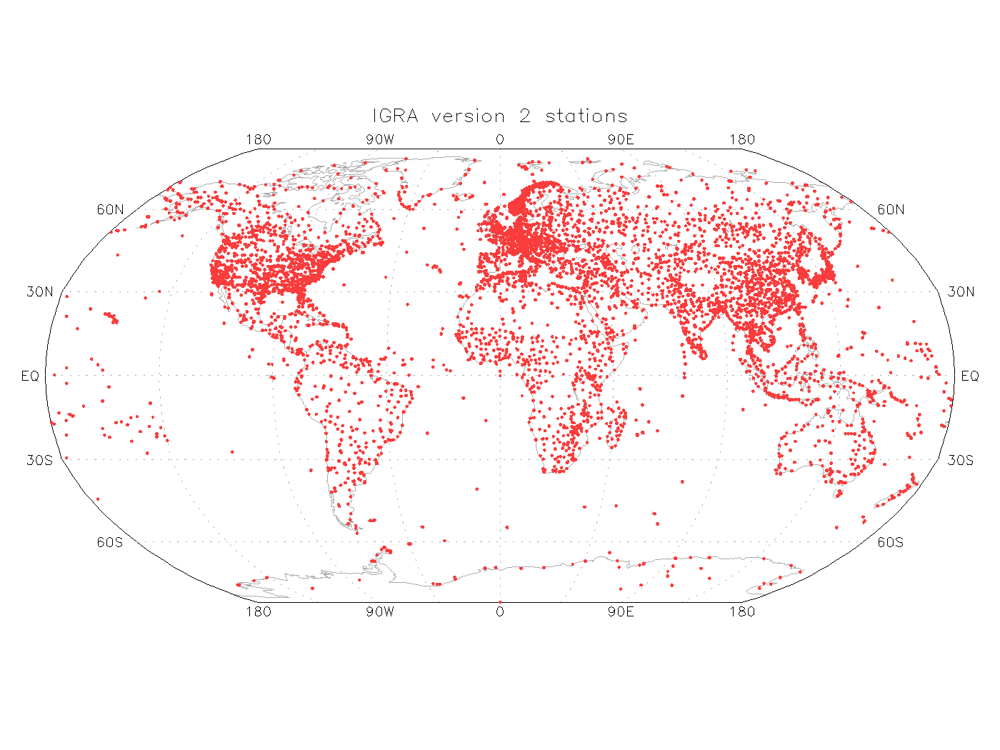 IGRA version 2 stations
180 90W 0 90E 180
60N 60N
30N 30N
EQ EQ
30S 30S
60S 60S
180 90W 0 90E 180